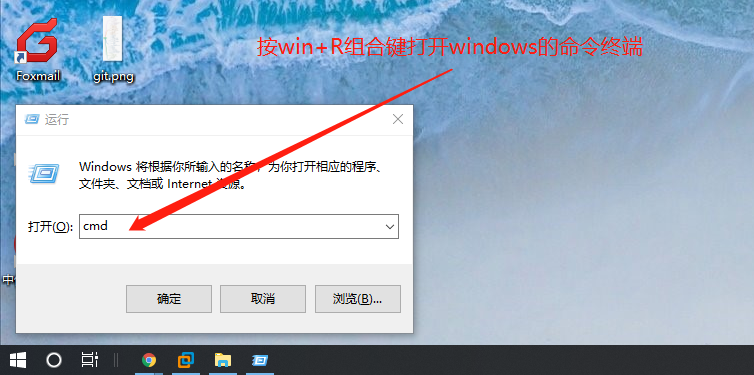 按win+R组合键打开windows的命令终端
Foxmail
git.png
运行
Windows 将根据你所输入的名称，为你打开相应的程序、
文件夹、文档或 Internet 资源。
打开(O):
cmd
确定
取消
浏览(B)...